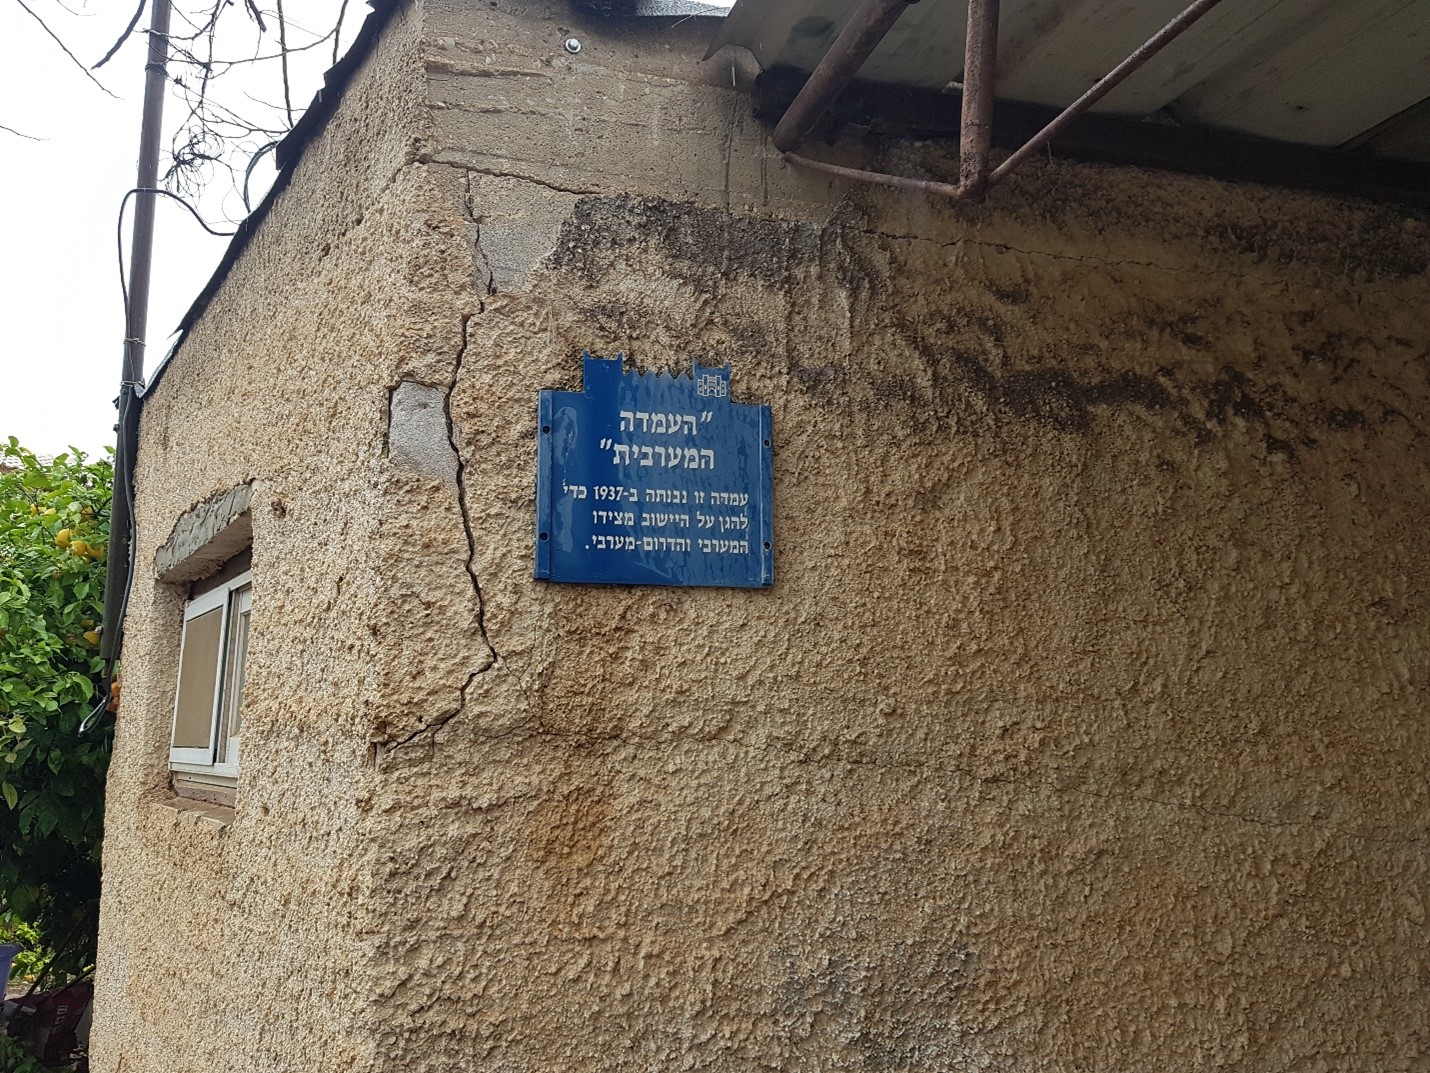 ״העמדה
המערבית״
עמדה זו נבנתה ב-1937 כדי
להגן על היישוב מצידו
המערבי והדרום-מערבי.